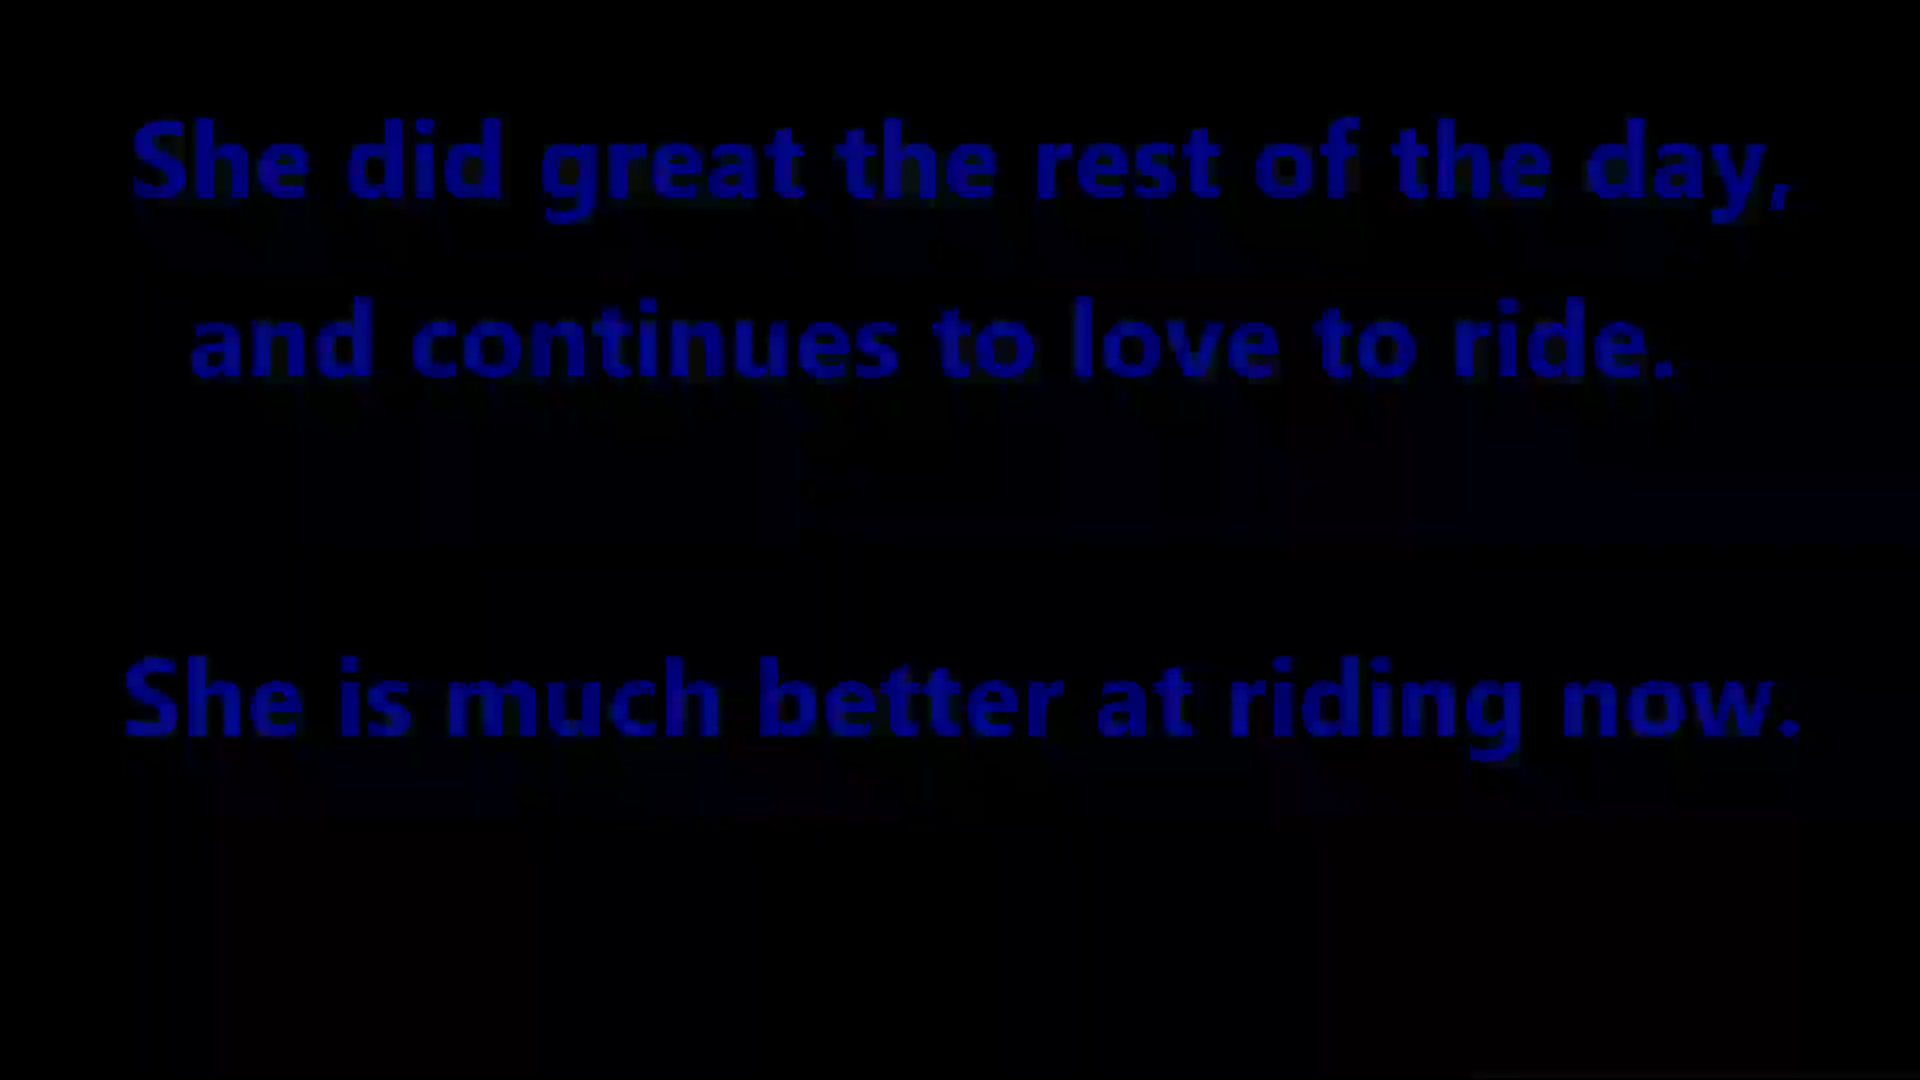 She did great the rest of the day,
and continues to love to ride.
She is much better at riding now.